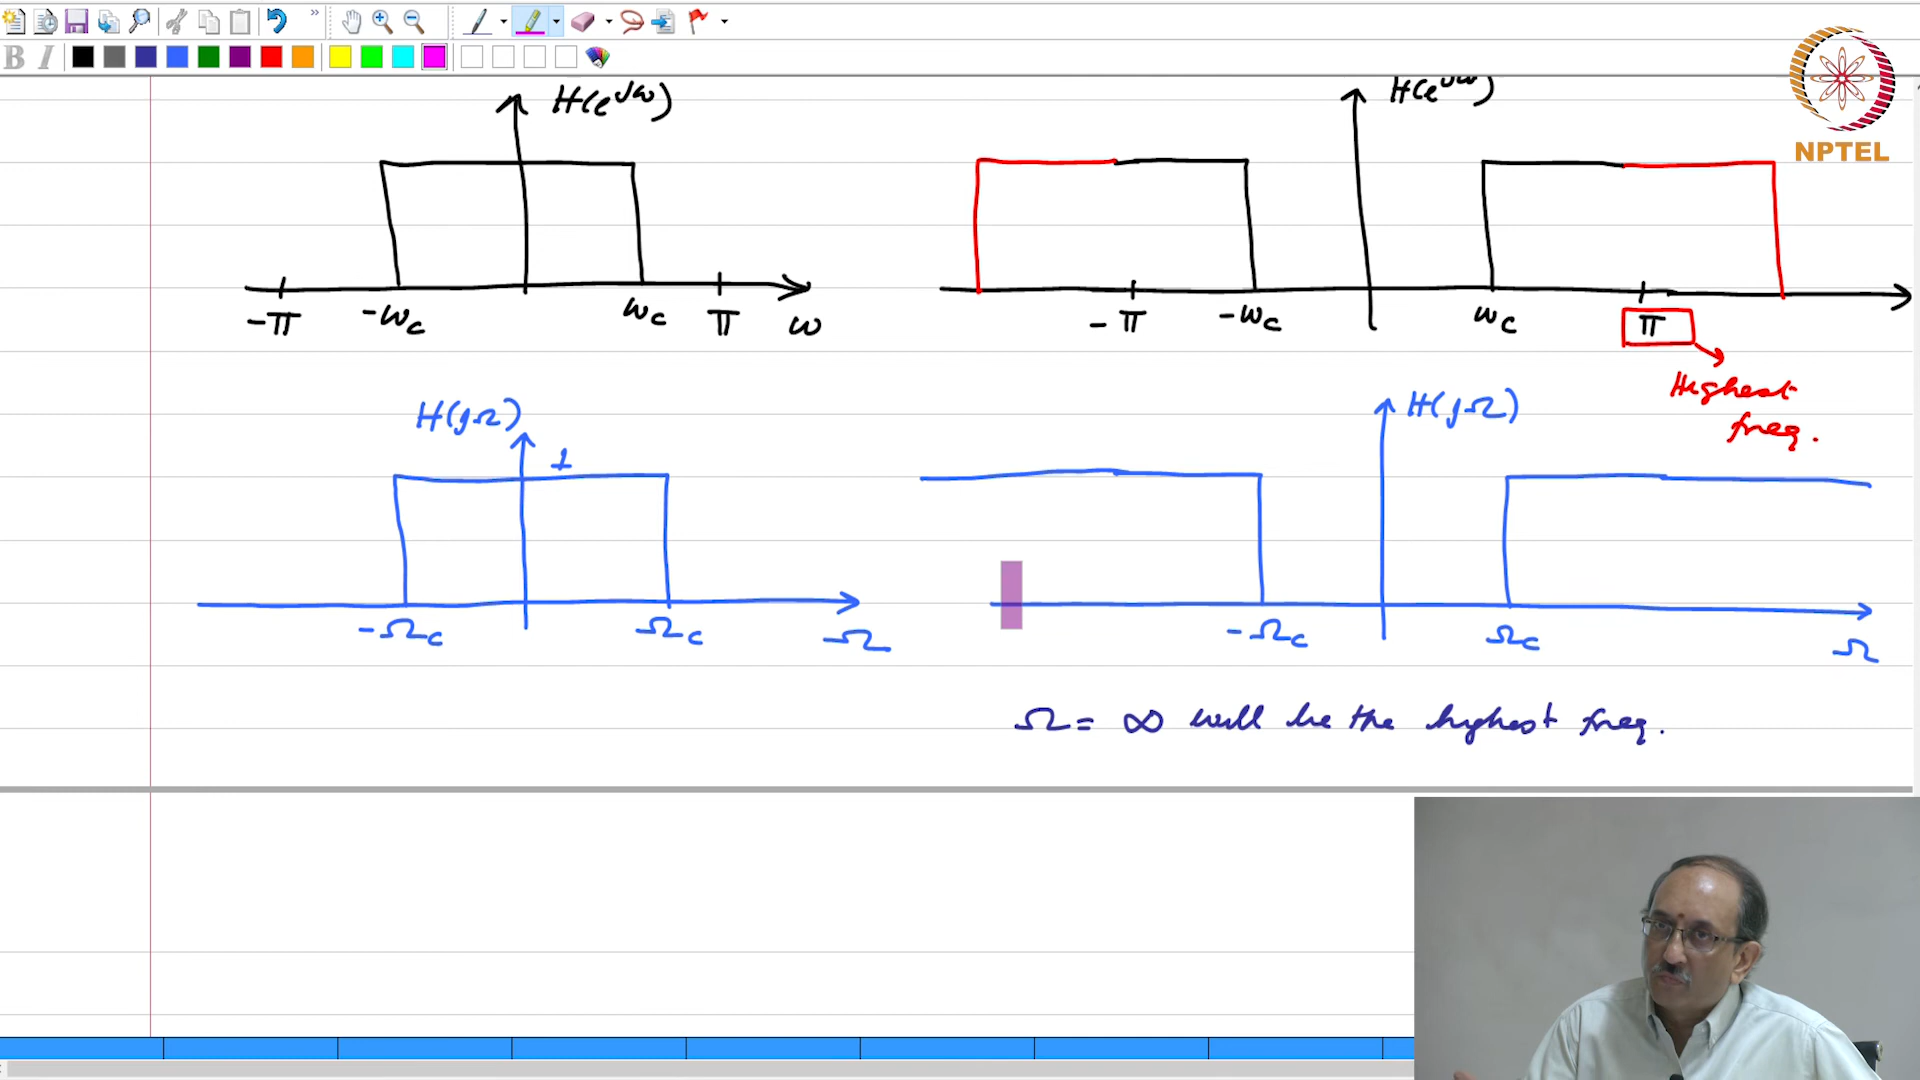 B I
NPTEL
H(e^jω) H(e^jω)
-π -ωc ωc π ω -π -ωc ωc π
Highest
freq.
H(jΩ) H(jΩ)
1
-Ωc Ωc Ω -Ωc Ωc Ω
Ω = ∞ will be the highest freq.